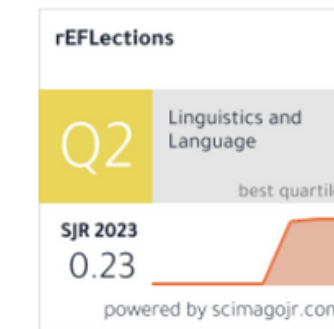 rEFLections
Q2
Linguistics and
Language
best quartil
SJR 2023
0.23
powered by scimagojr.con